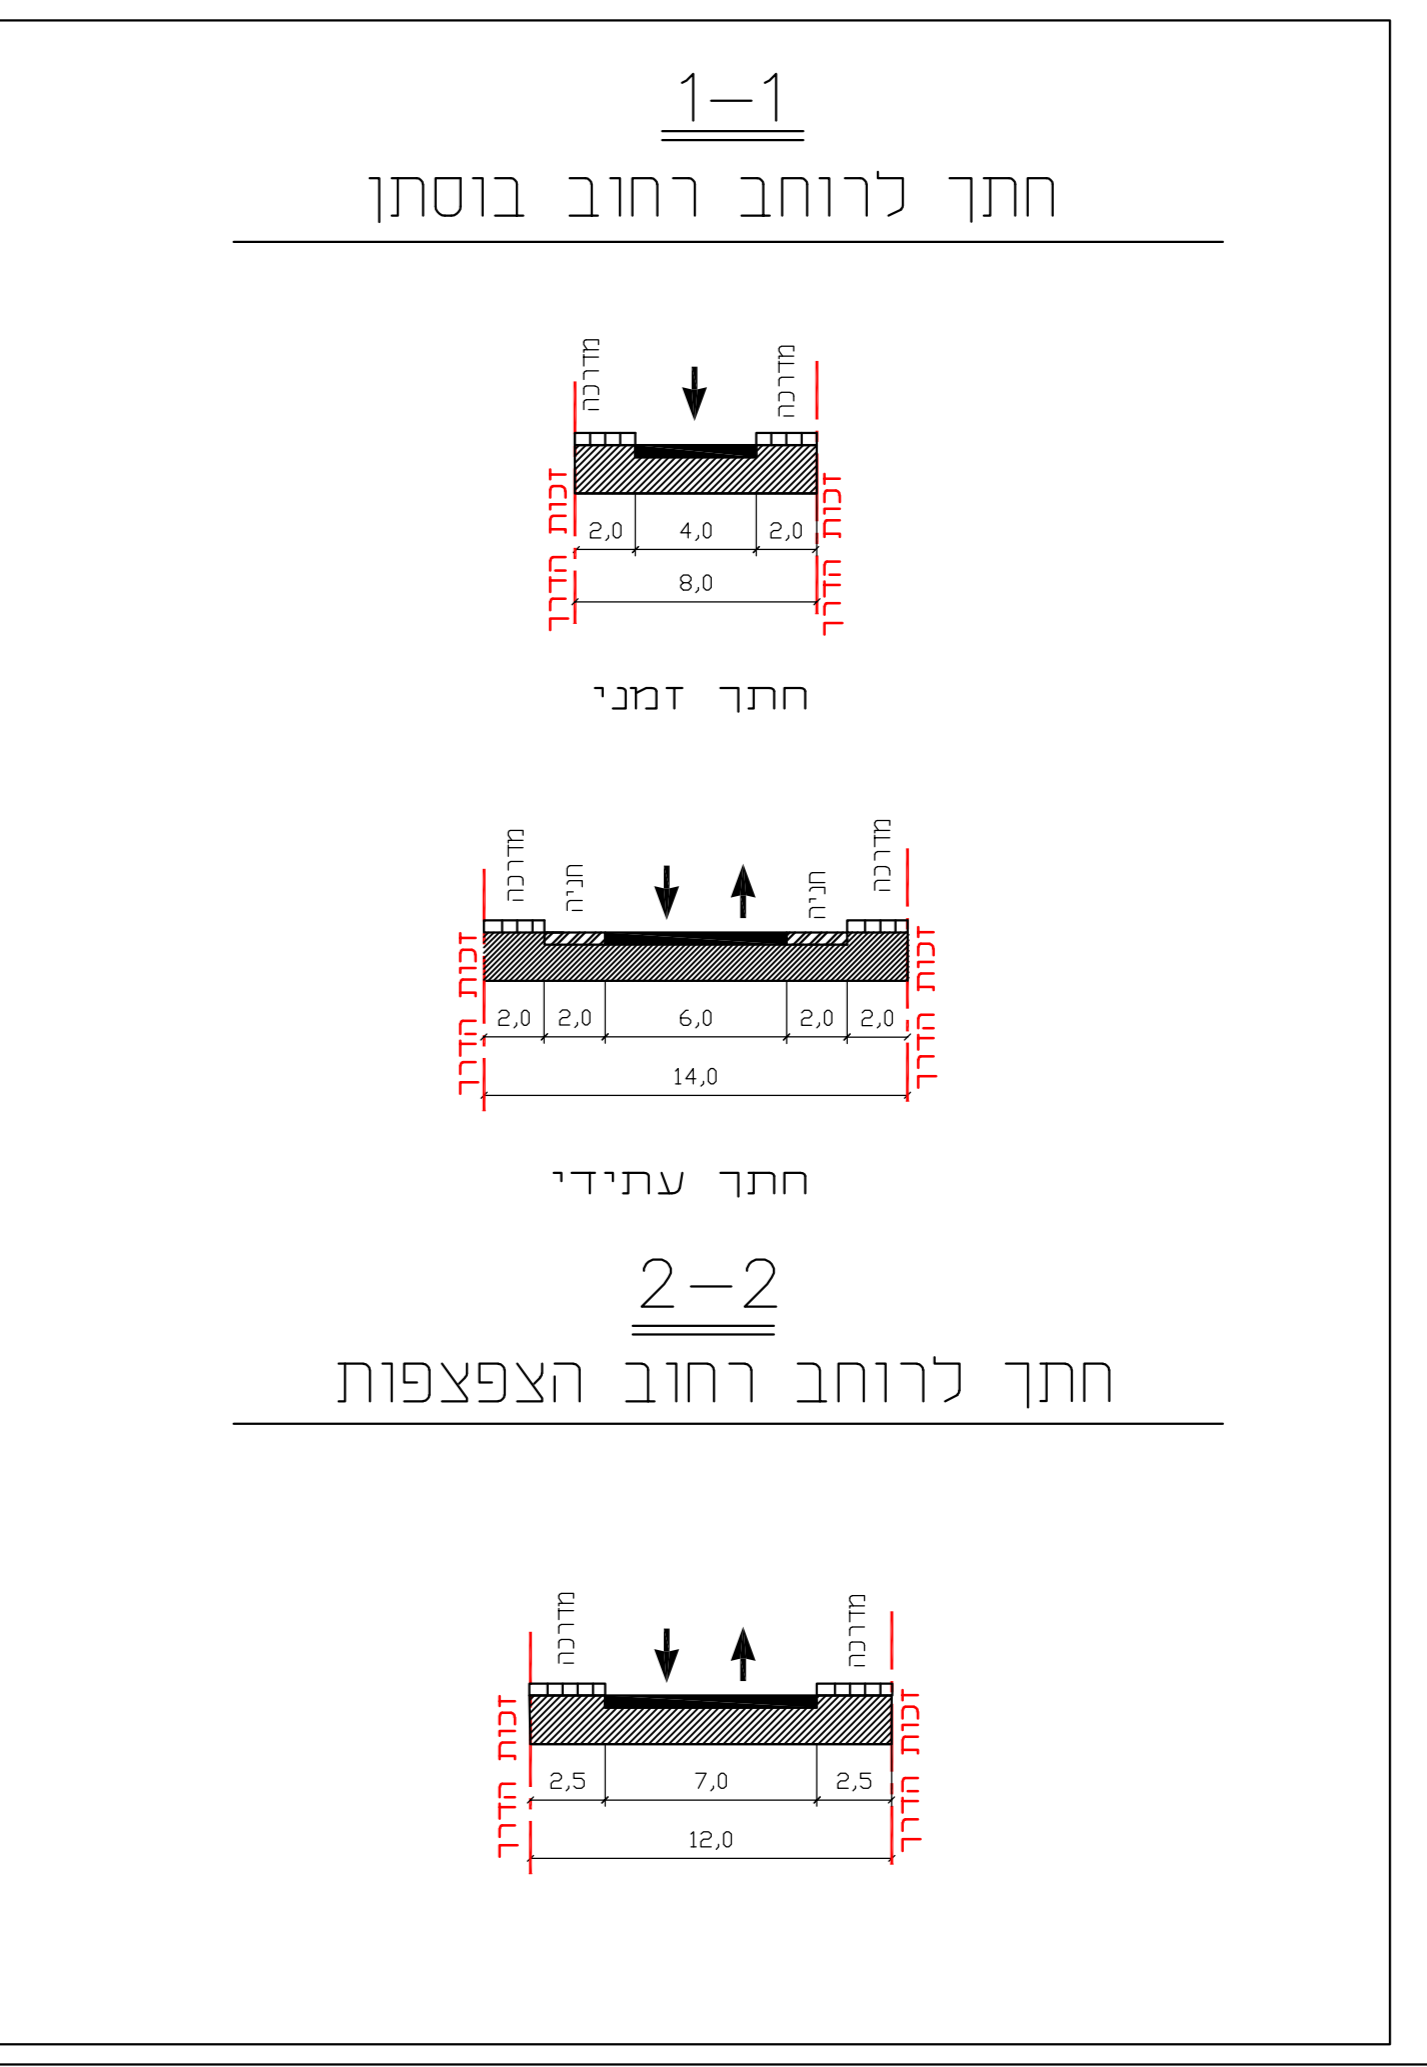 1-1
חתך לרוחב רחוב בוסתן
מדרכה
מדרכה
זכות הדרך
זכות הדרך
2,0 4,0 2,0
8,0
חתך זמני
מדרכה
חניה
חניה
מדרכה
זכות הדרך
זכות הדרך
2,0 2,0 6,0 2,0 2,0
14,0
חתך עתידי
2-2
חתך לרוחב רחוב הצפצפות
מדרכה
מדרכה
זכות הדרך
זכות הדרך
2,5 7,0 2,5
12,0